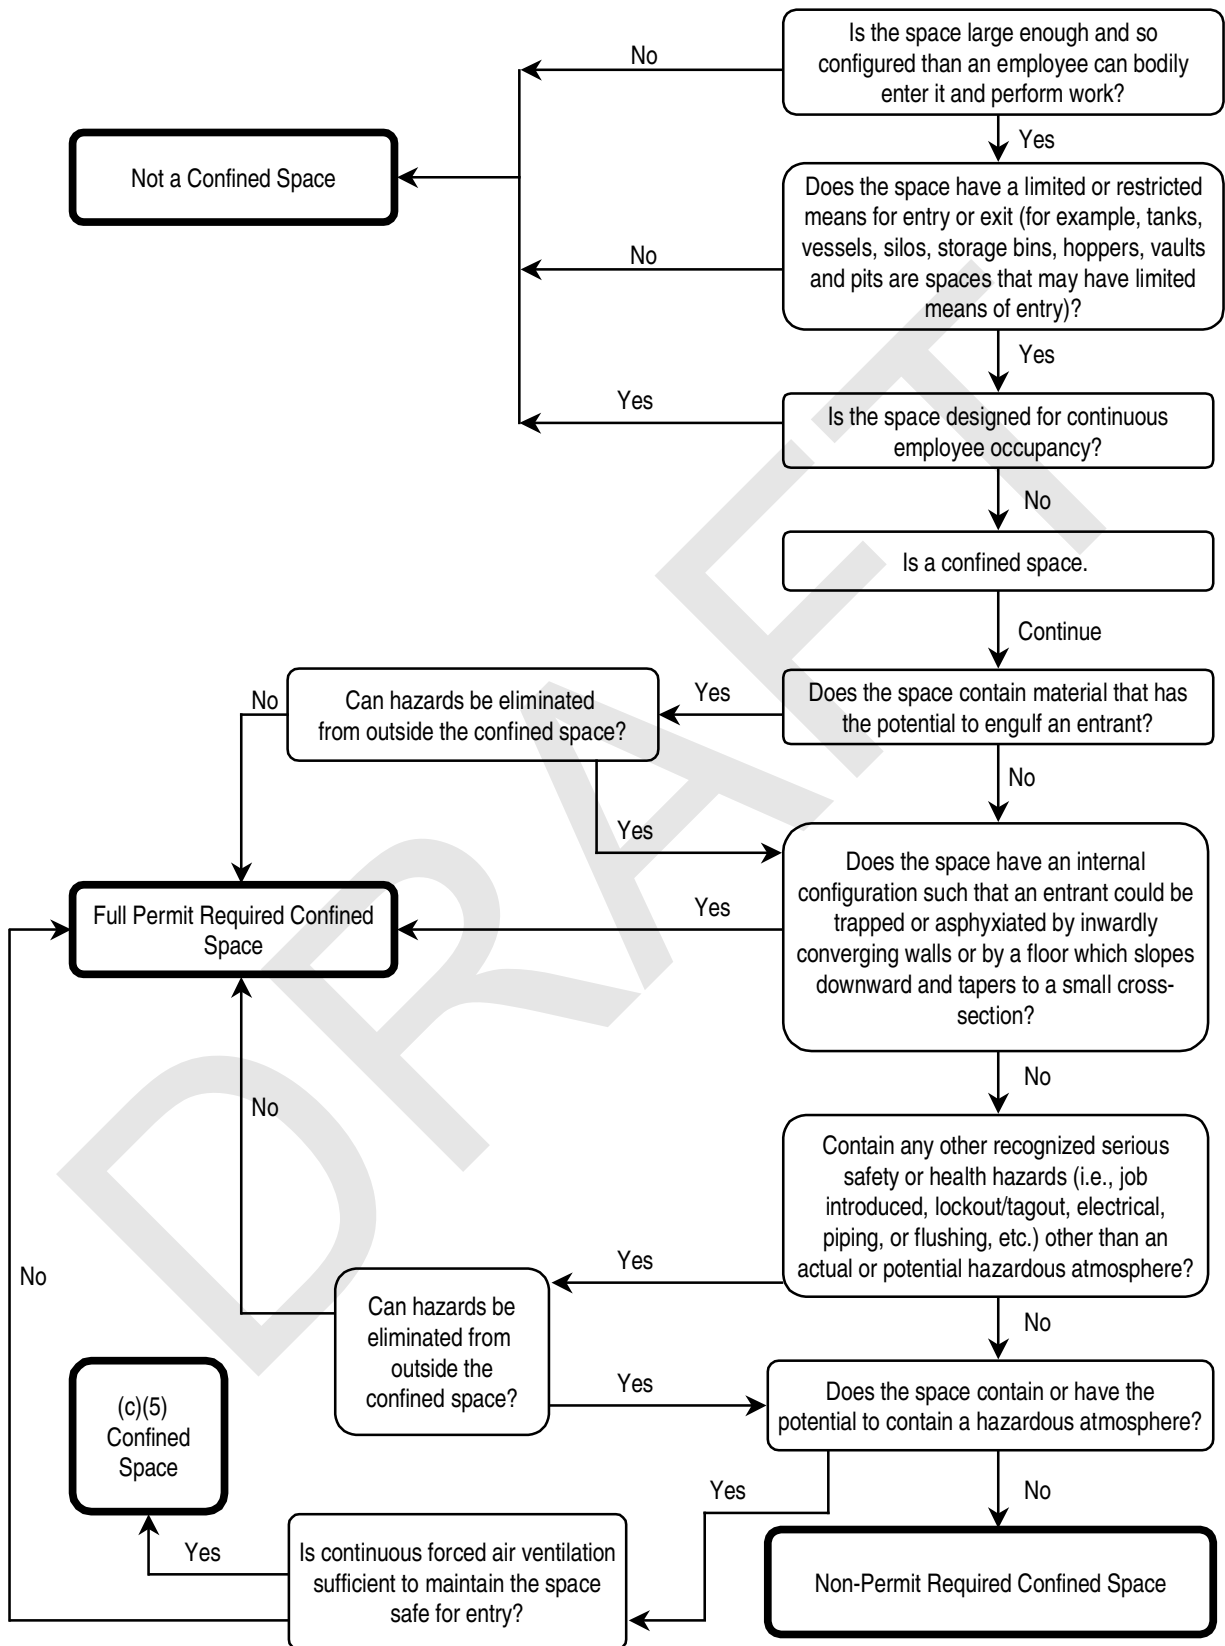 Is the space large enough and so
configured than an employee can bodily
enter it and perform work?
No
Yes
Not a Confined Space
Does the space have a limited or restricted
means for entry or exit (for example, tanks,
vessels, silos, storage bins, hoppers, vaults
and pits are spaces that may have limited
means of entry)?
No
Yes
Is the space designed for continuous
employee occupancy?
Yes
No
Is a confined space.
Continue
Does the space contain material that has
the potential to engulf an entrant?
Yes
Can hazards be eliminated
from outside the confined space?
No
No
Yes
Does the space have an internal
configuration such that an entrant could be
trapped or asphyxiated by inwardly
converging walls or by a floor which slopes
downward and tapers to a small cross-
section?
Yes
Full Permit Required Confined
Space
No
No
Contain any other recognized serious
safety or health hazards (i.e., job
introduced, lockout/tagout, electrical,
piping, or flushing, etc.) other than an
actual or potential hazardous atmosphere?
Yes
No
No
Can hazards be
eliminated from
outside the
confined space?
Yes
Does the space contain or have the
potential to contain a hazardous atmosphere?
(c)(5)
Confined
Space
Yes
No
Yes
Is continuous forced air ventilation
sufficient to maintain the space
safe for entry?
Non-Permit Required Confined Space
DRAFT